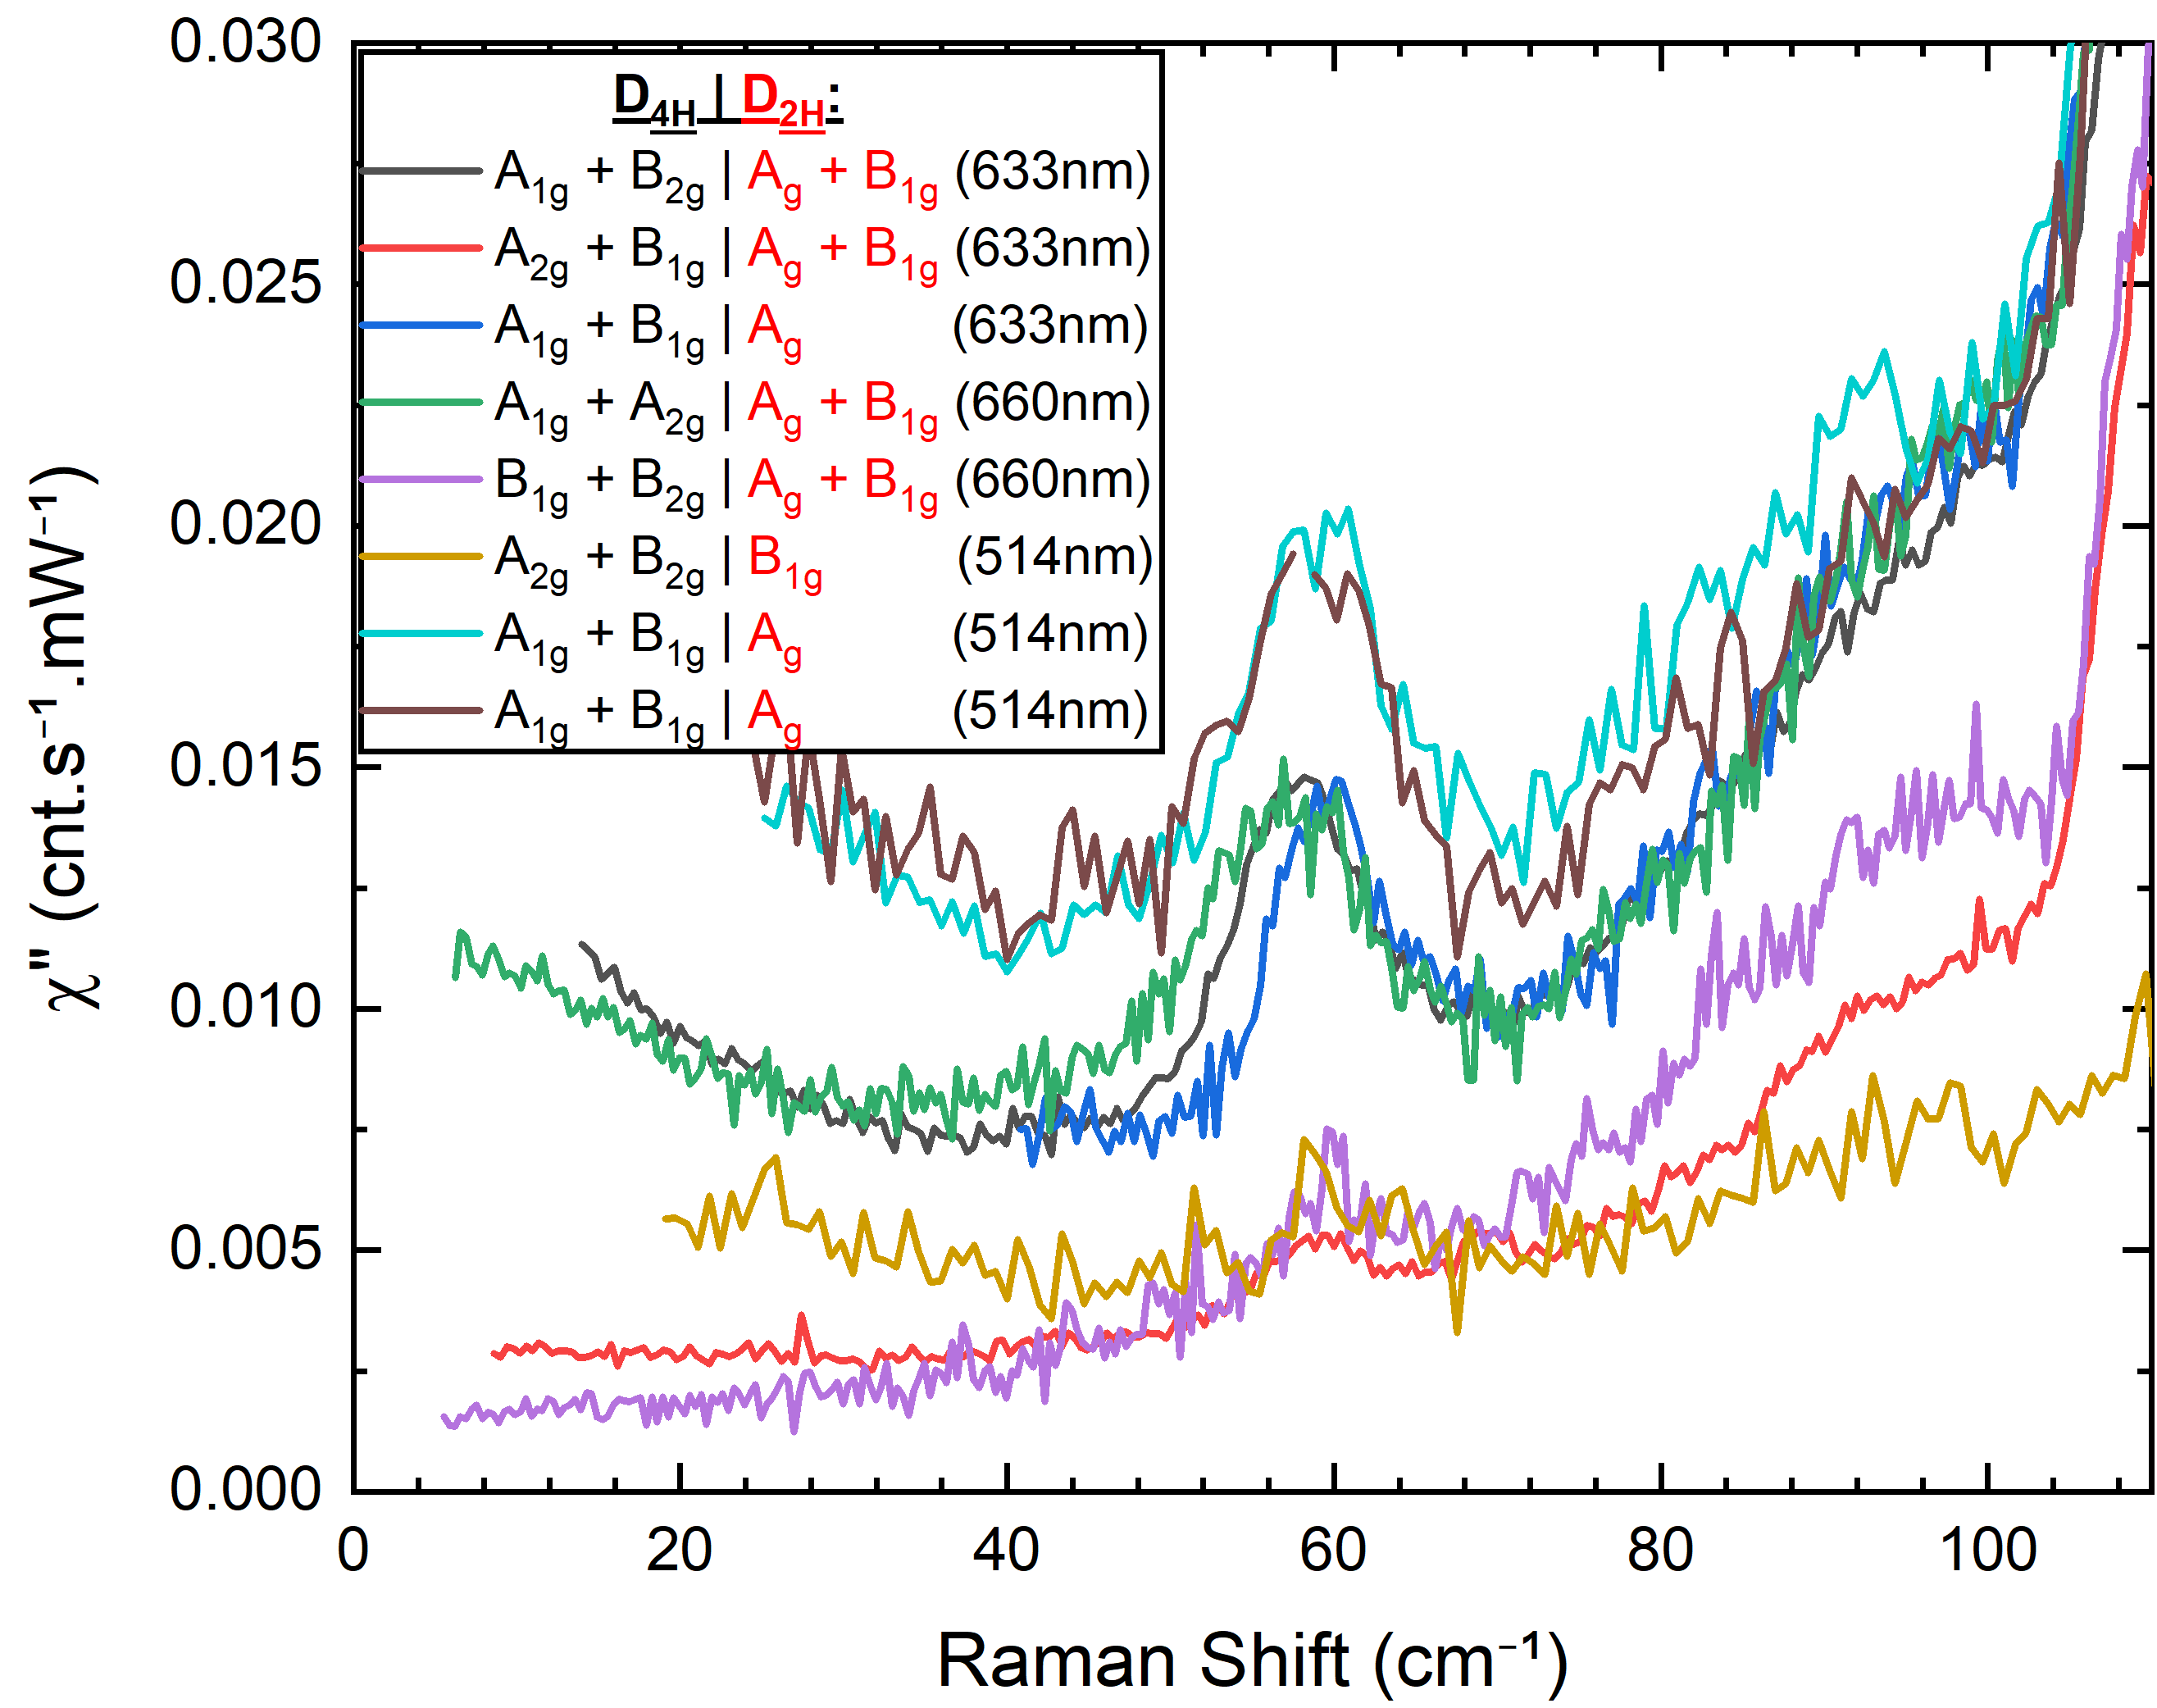 0.030
0.025
0.020
0.015
0.010
0.005
0.000
χ" (cnt.s⁻¹.mW⁻¹)
D4H | D2H:
A1g + B2g | Ag + B1g (633nm)
A2g + B1g | Ag + B1g (633nm)
A1g + B1g | Ag (633nm)
A1g + A2g | Ag + B1g (660nm)
B1g + B2g | Ag + B1g (660nm)
A2g + B2g | B1g (514nm)
A1g + B1g | Ag (514nm)
A1g + B1g | Ag (514nm)
0 20 40 60 80 100
Raman Shift (cm⁻¹)